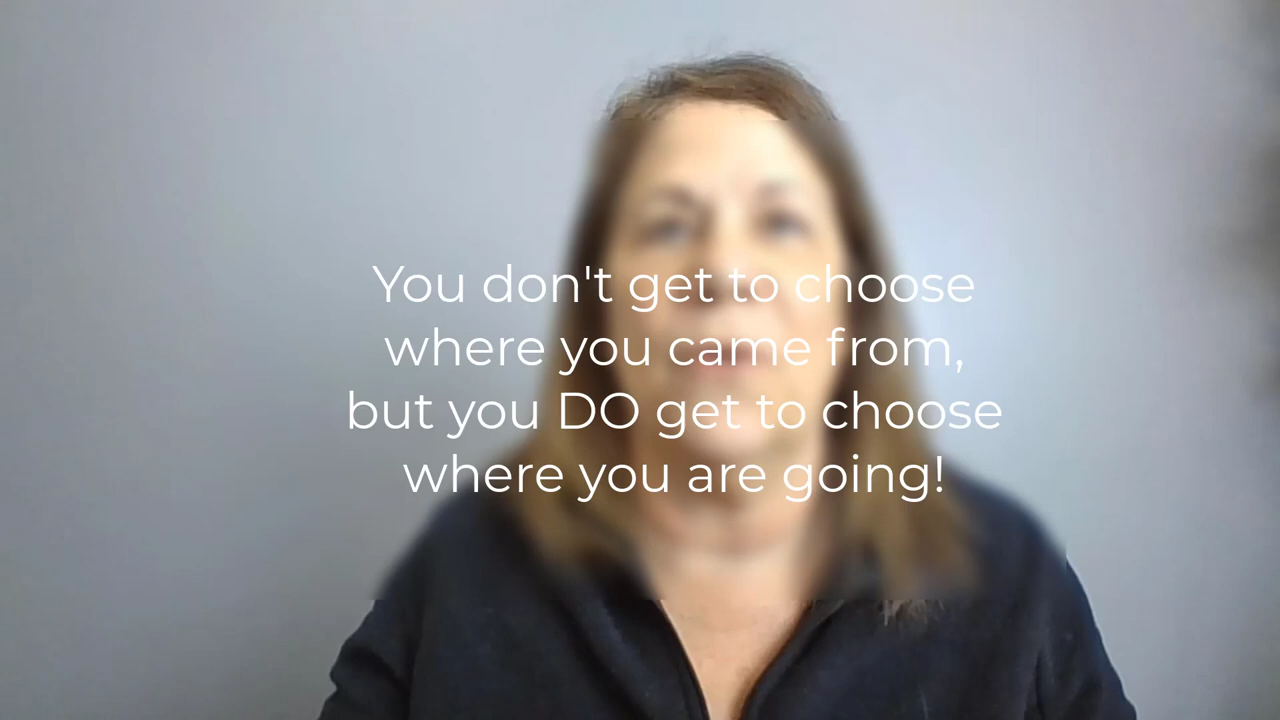 You don't get to choose
where you came from,
but you DO get to choose
where you are going!